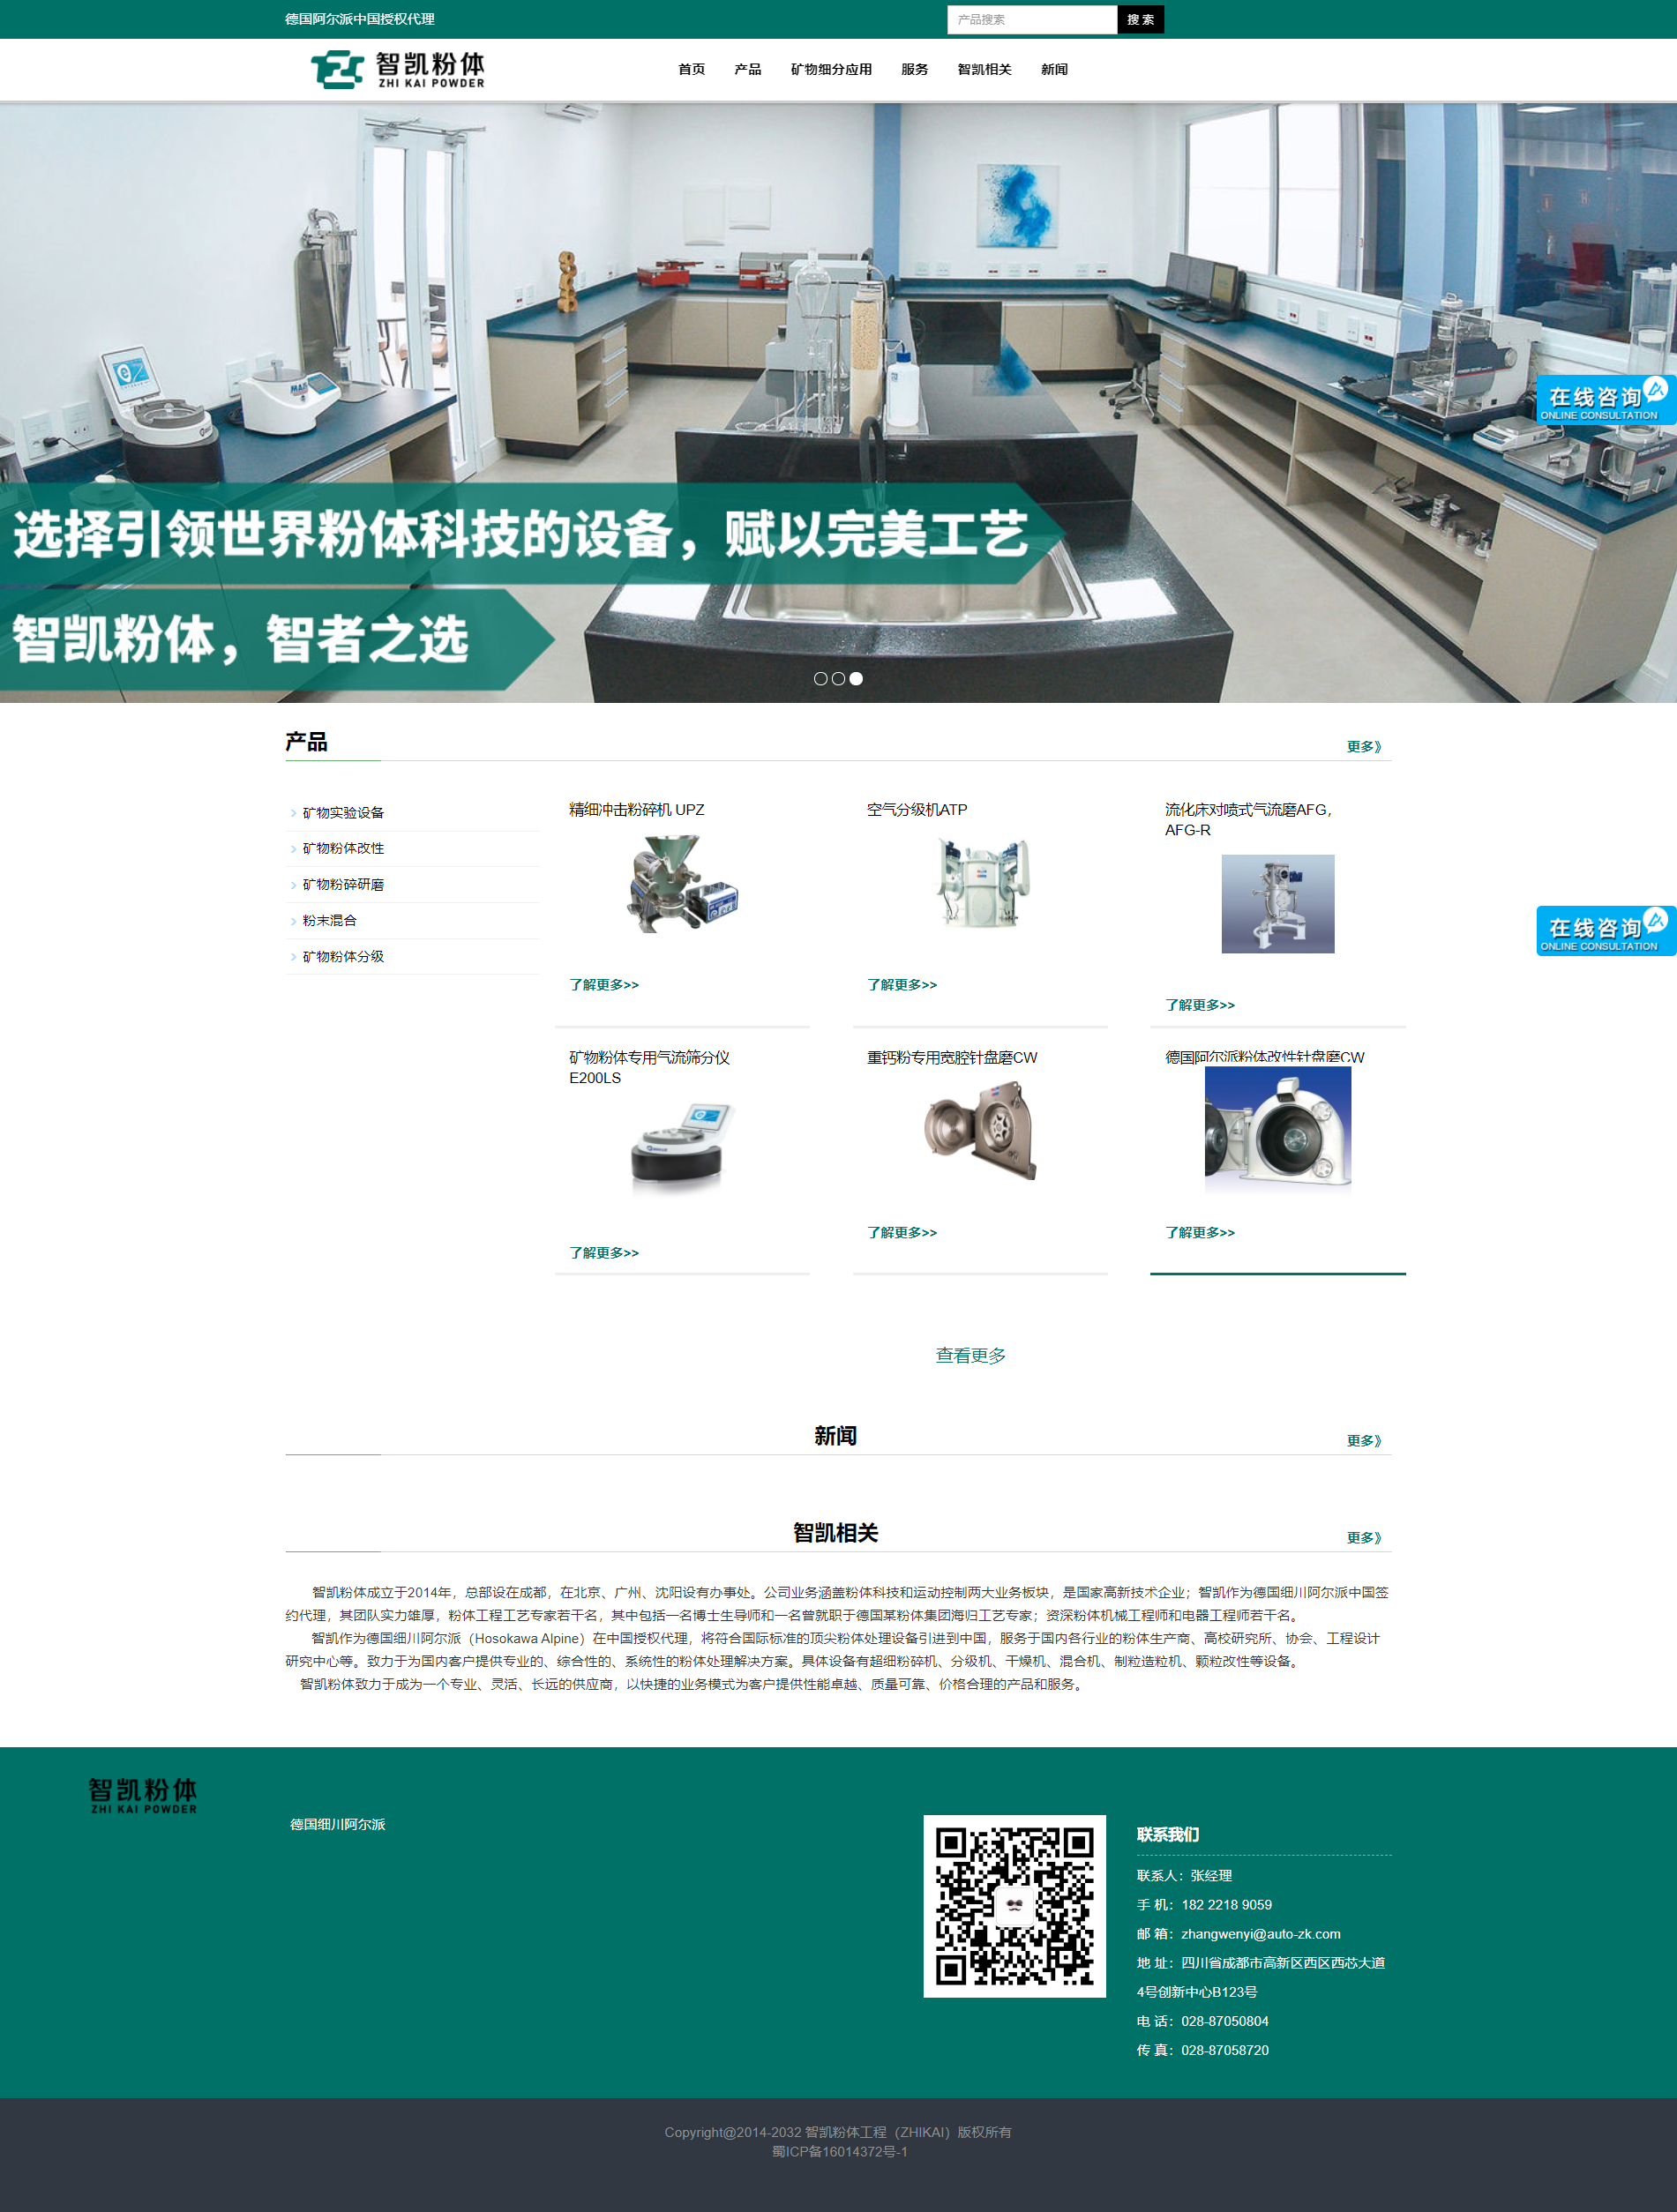 德国阿尔派中国授权代理
产品搜索
搜 索
智凯粉体
ZHI KAI POWDER
首页 产品 矿物细分应用 服务 智凯相关 新闻
在线咨询
ONLINE CONSULTATION
选择引领世界粉体科技的设备，赋以完美工艺
智凯粉体，智者之选
产品
更多》
矿物实验设备
矿物粉体改性
矿物粉碎研磨
粉末混合
矿物粉体分级
精细冲击粉碎机 UPZ
了解更多>>
空气分级机ATP
了解更多>>
流化床对喷式气流磨AFG，
AFG-R
了解更多>>
在线咨询
ONLINE CONSULTATION
矿物粉体专用气流筛分仪
E200LS
了解更多>>
重钙粉专用宽腔针盘磨CW
了解更多>>
德国阿尔派粉体改性针盘磨CW
了解更多>>
查看更多
新闻
更多》
智凯相关
更多》
智凯粉体成立于2014年，总部设在成都，在北京、广州、沈阳设有办事处。公司业务涵盖粉体科技和运动控制两大业务板块，是国家高新技术企业；智凯作为德国细川阿尔派中国签
约代理，其团队实力雄厚，粉体工程工艺专家若干名，其中包括一名博士生导师和一名曾就职于德国某粉体集团海归工艺专家；资深粉体机械工程师和电器工程师若干名。
智凯作为德国细川阿尔派（Hosokawa Alpine）在中国授权代理，将符合国际标准的顶尖粉体处理设备引进到中国，服务于国内各行业的粉体生产商、高校研究所、协会、工程设计
研究中心等。致力于为国内客户提供专业的、综合性的、系统性的粉体处理解决方案。具体设备有超细粉碎机、分级机、干燥机、混合机、制粒造粒机、颗粒改性等设备。
智凯粉体致力于成为一个专业、灵活、长远的供应商，以快捷的业务模式为客户提供性能卓越、质量可靠、价格合理的产品和服务。
智凯粉体
ZHI KAI POWDER
德国细川阿尔派
联系我们
联系人：张经理
手 机：182 2218 9059
邮 箱：zhangwenyi@auto-zk.com
地 址：四川省成都市高新区西区西芯大道
4号创新中心B123号
电 话：028-87050804
传 真：028-87058720
Copyright@2014-2032 智凯粉体工程（ZHIKAI）版权所有
蜀ICP备16014372号-1